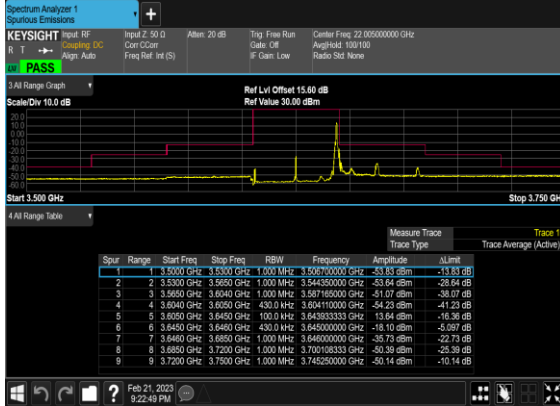 Spectrum Analyzer 1
Spurious Emissions
KEYSIGHT Input: RF Input Z: 50 Ω Atten: 20 dB Trig: Free Run Center Freq: 22.005000000 GHz
R T Coupling: DC Corr CCorr Gate: Off Avg|Hold: 100/100
Align: Auto Freq Ref: Int (S) IF Gain: Low Radio Std: None
PASS
3 All Range Graph
Ref Lvl Offset 15.60 dB
Scale/Div 10.0 dB Ref Value 30.00 dBm
20.0
10.0
0.00
-10.0
-20.0
-30.0
-40.0
-50.0
-60.0
Start 3.500 GHz Stop 3.750 GH
4 All Range Table
Measure Trace Trace 1
Trace Type Trace Average (Active)
Spur Range Start Freq Stop Freq RBW Frequency Amplitude ΔLimit
1 1 3.5000 GHz 3.5300 GHz 1.000 MHz 3.506700000 GHz -53.83 dBm -13.83 dB
2 2 3.5300 GHz 3.5650 GHz 1.000 MHz 3.544350000 GHz -53.64 dBm -28.64 dB
3 3 3.5650 GHz 3.6040 GHz 1.000 MHz 3.587165000 GHz -51.07 dBm -38.07 dB
4 4 3.6040 GHz 3.6050 GHz 430.0 kHz 3.604110000 GHz -54.23 dBm -41.23 dB
5 5 3.6050 GHz 3.6450 GHz 100.0 kHz 3.643933333 GHz 13.64 dBm -16.36 dB
6 6 3.6450 GHz 3.6460 GHz 430.0 kHz 3.645000000 GHz -18.10 dBm -5.097 dB
7 7 3.6460 GHz 3.6850 GHz 1.000 MHz 3.646000000 GHz -35.73 dBm -22.73 dB
8 8 3.6850 GHz 3.7200 GHz 1.000 MHz 3.700108333 GHz -50.39 dBm -25.39 dB
9 9 3.7200 GHz 3.7500 GHz 1.000 MHz 3.745250000 GHz -50.14 dBm -10.14 dB
Feb 21, 2023
9:22:49 PM